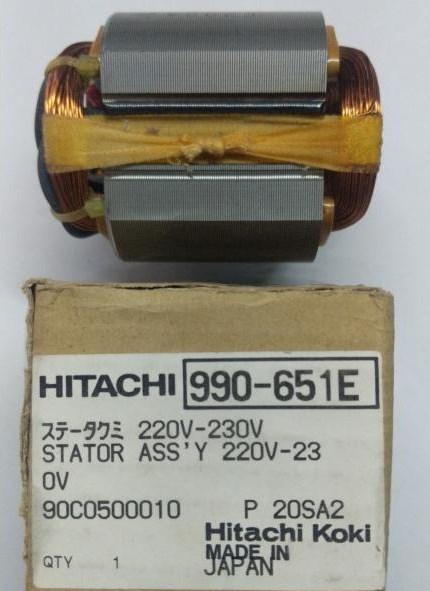 HITACHI 990-651E
ステータクミ 220V-230V
STATOR ASS'Y 220V-23
0V
90C0500010 P 20SA2
Hitachi Koki
QTY 1 MADE IN
JAPAN